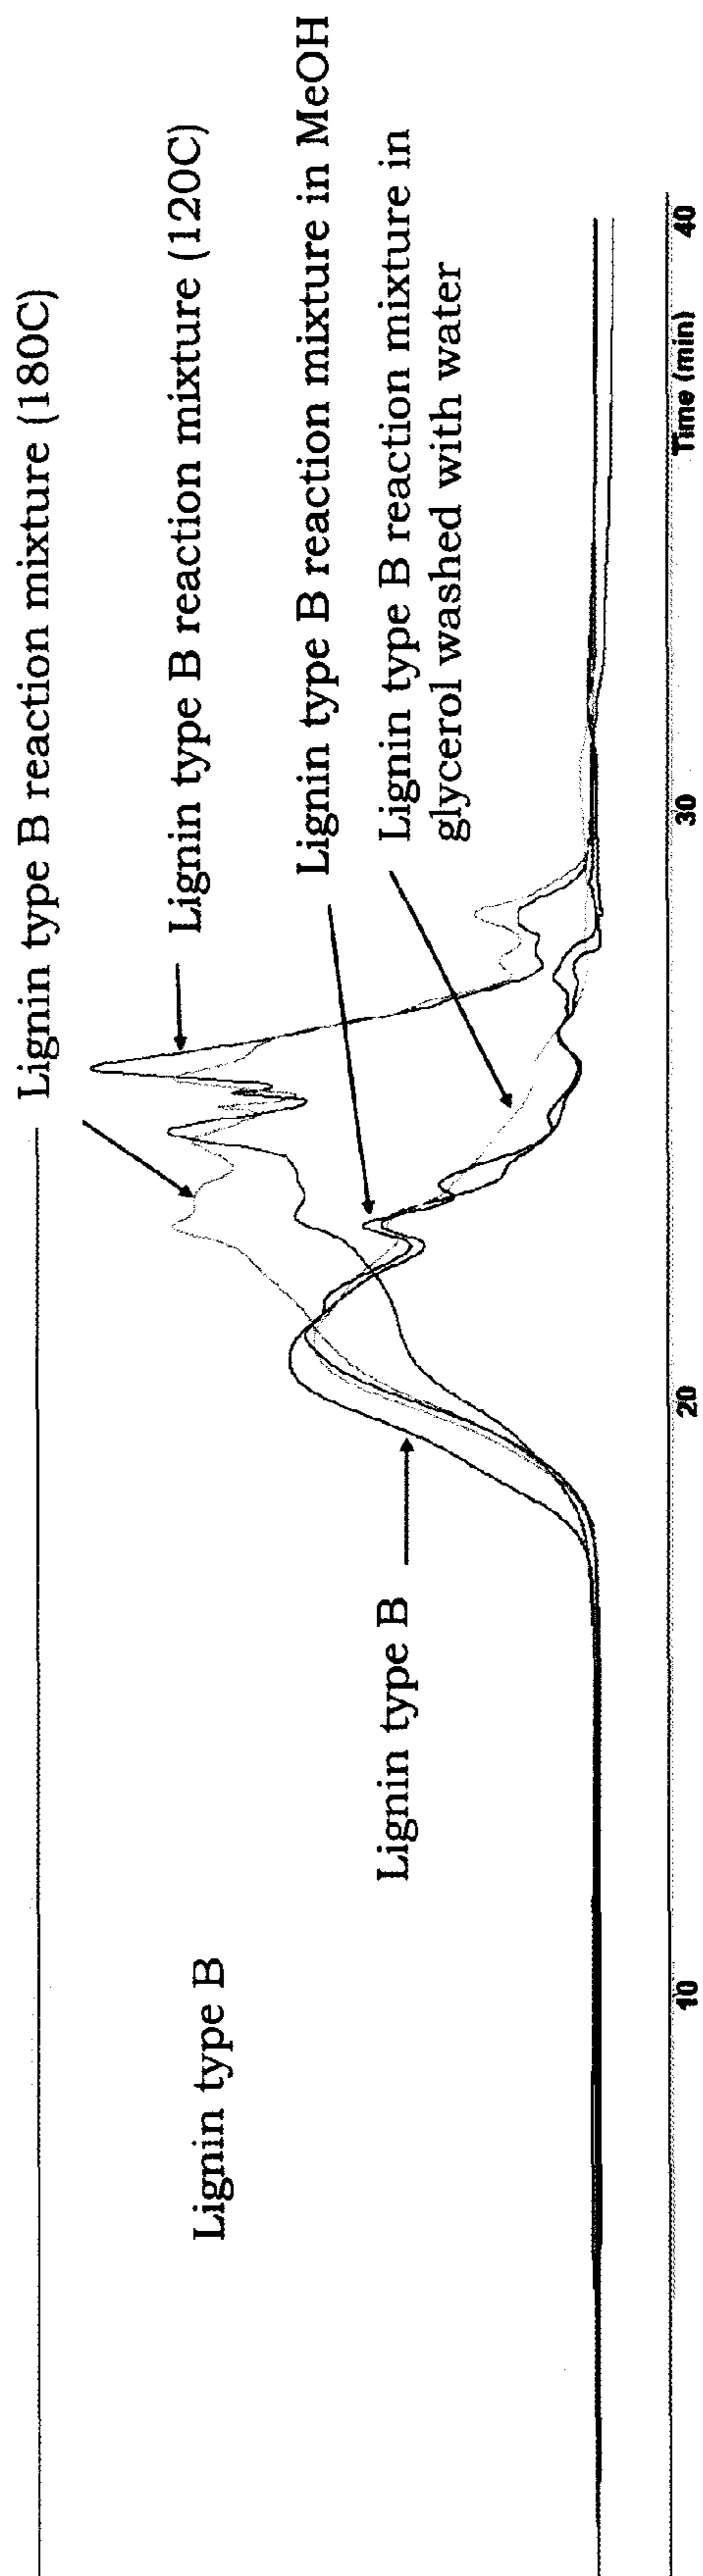 Lignin type B reaction mixture (180C)
Lignin type B reaction mixture (120C)
Lignin type B
Lignin type B reaction mixture in MeOH
Lignin type B reaction mixture in
glycerol washed with water
Lignin type B
10
20
30
Time (min)
40